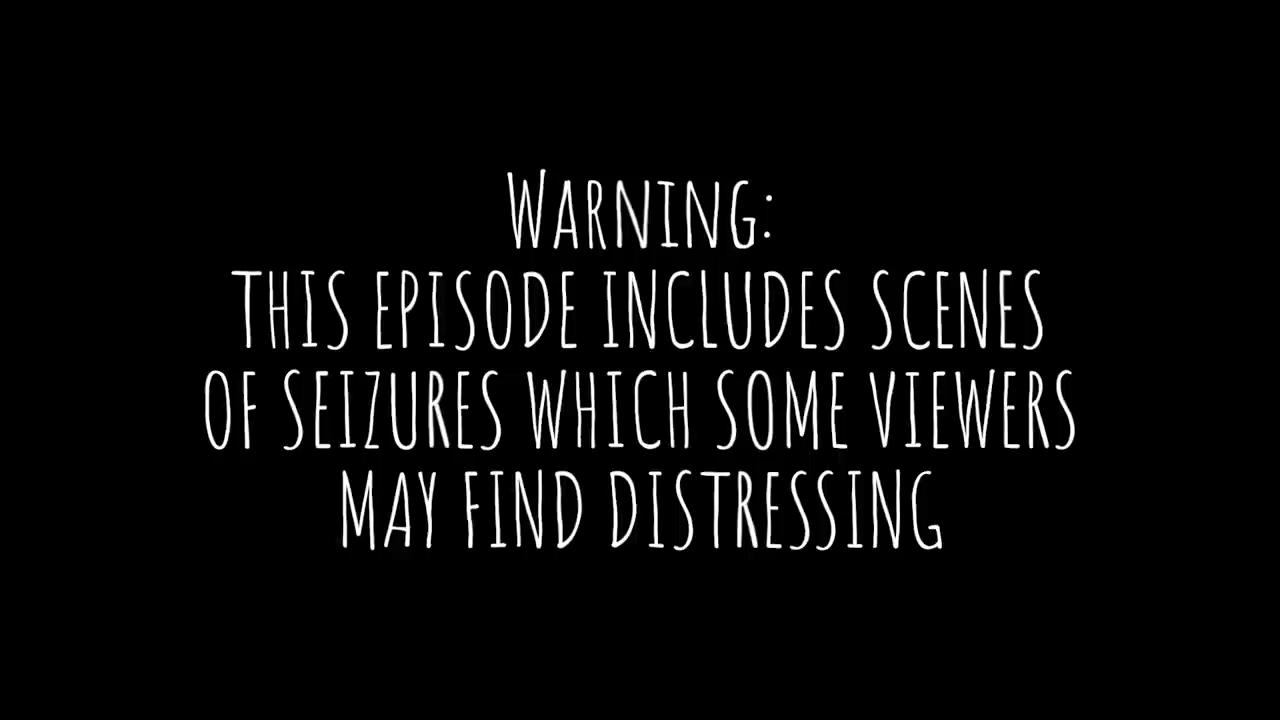 WARNING:
THIS EPISODE INCLUDES SCENES
OF SEIZURES WHICH SOME VIEWERS
MAY FIND DISTRESSING